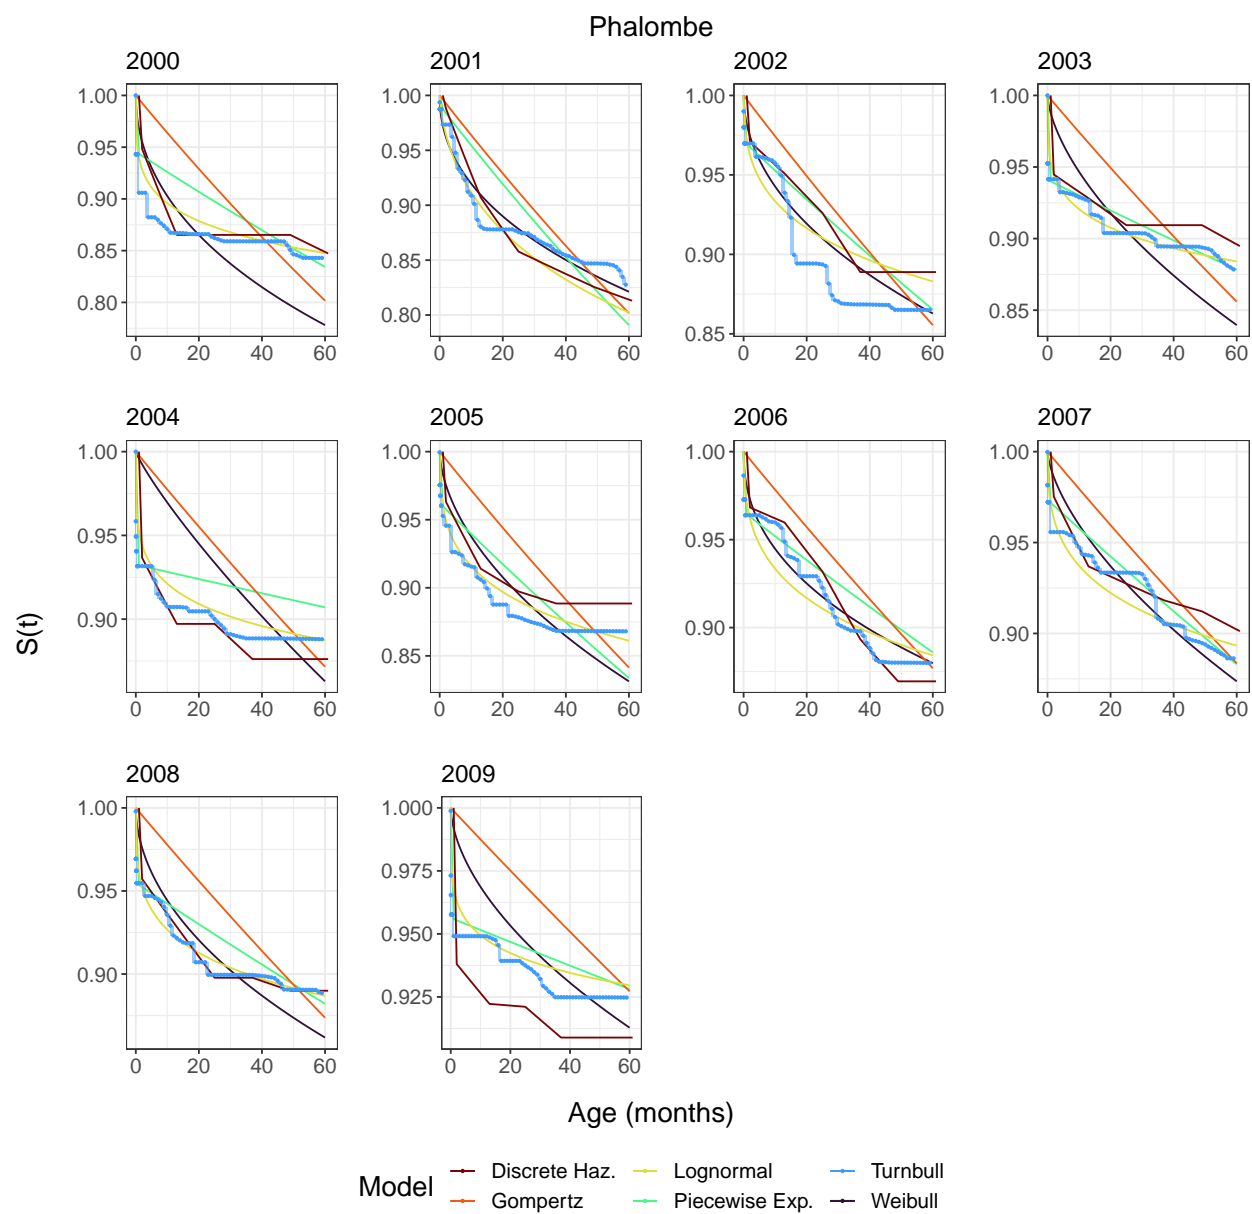 Phalombe
2000 2001 2002 2003
1.00 1.00 1.00 1.00
0.95 0.95 0.95 0.95
0.90 0.90 0.90 0.90
0.85 0.85 0.85 0.85
0.80 0.80
0 20 40 60 0 20 40 60 0 20 40 60 0 20 40 60
2004 2005 2006 2007
1.00 1.00 1.00 1.00
0.95 0.95 0.95 0.95
0.90 0.90 0.90 0.90
0.85
0 20 40 60 0 20 40 60 0 20 40 60 0 20 40 60
S(t)
2008 2009
1.00 1.000
0.95 0.975
0.90 0.950
0.925
0 20 40 60 0 20 40 60
Age (months)
Model
Discrete Haz. Lognormal Turnbull
Gompertz Piecewise Exp. Weibull